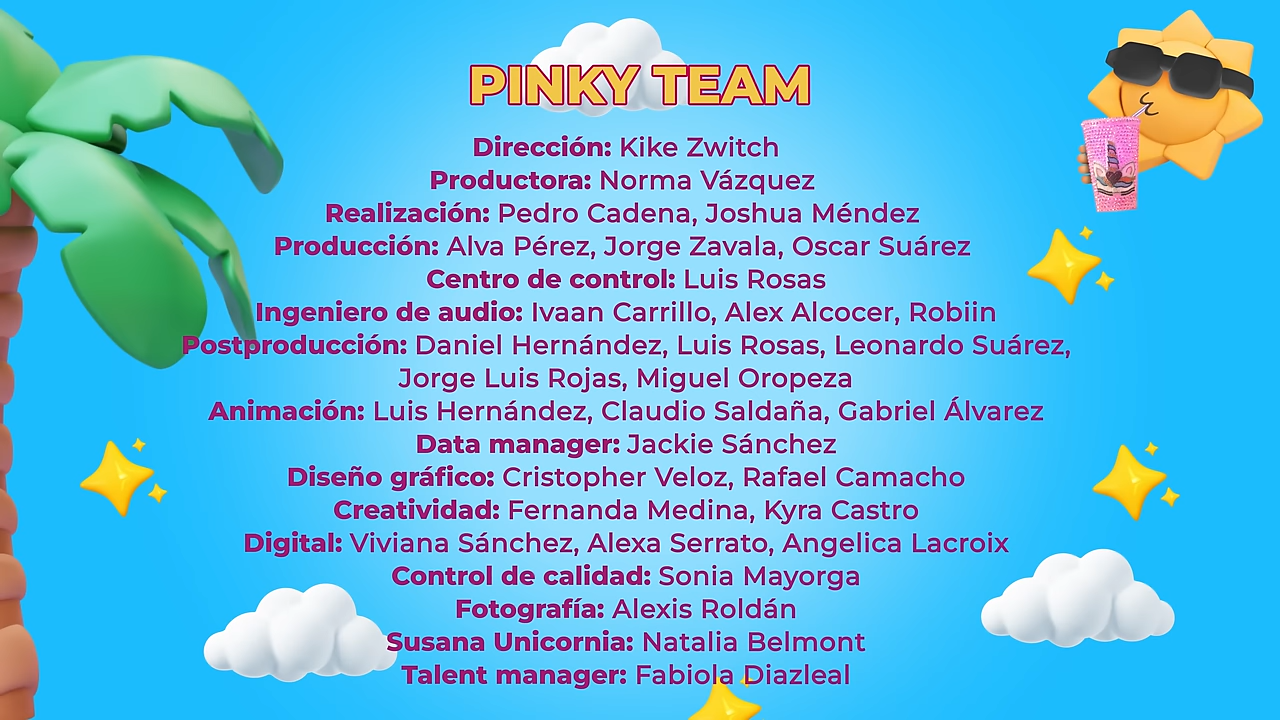 PINKY TEAM
Dirección: Kike Zwitch
Productora: Norma Vázquez
Realización: Pedro Cadena, Joshua Méndez
Producción: Alva Pérez, Jorge Zavala, Oscar Suárez
Centro de control: Luis Rosas
Ingeniero de audio: Ivaan Carrillo, Alex Alcocer, Robiin
Postproducción: Daniel Hernández, Luis Rosas, Leonardo Suárez,
Jorge Luis Rojas, Miguel Oropeza
Animación: Luis Hernández, Claudio Saldaña, Gabriel Álvarez
Data manager: Jackie Sánchez
Diseño gráfico: Cristopher Veloz, Rafael Camacho
Creatividad: Fernanda Medina, Kyra Castro
Digital: Viviana Sánchez, Alexa Serrato, Angelica Lacroix
Control de calidad: Sonia Mayorga
Fotografía: Alexis Roldán
Susana Unicornia: Natalia Belmont
Talent manager: Fabiola Diazleal